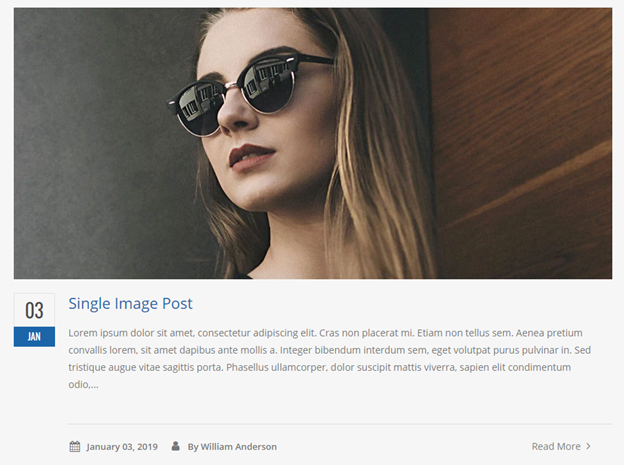 03
JAN
Single Image Post
Lorem ipsum dolor sit amet, consectetur adipiscing elit. Cras non placerat mi. Etiam non tellus sem. Aenea pretium
convallis lorem, sit amet dapibus ante mollis a. Integer bibendum interdum sem, eget volutpat purus pulvinar in. Sed
tristique augue vitae sagittis porta. Phasellus ullamcorper, dolor suscipit mattis viverra, sapien elit condimentum
odio,...
January 03, 2019 By William Anderson Read More